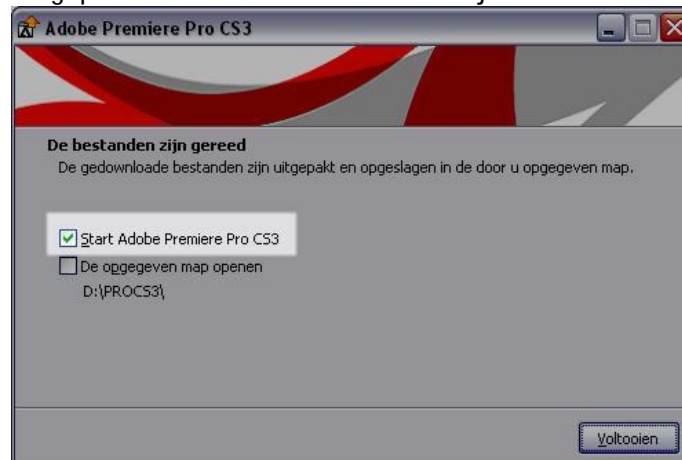 Adobe Premiere Pro CS3
De bestanden zijn gereed
De gedownloade bestanden zijn uitgepakt en opgeslagen in de door u opgegeven map.
Start Adobe Premiere Pro CS3
De opgegeven map openen
D:\PROCS3\
Voltooien